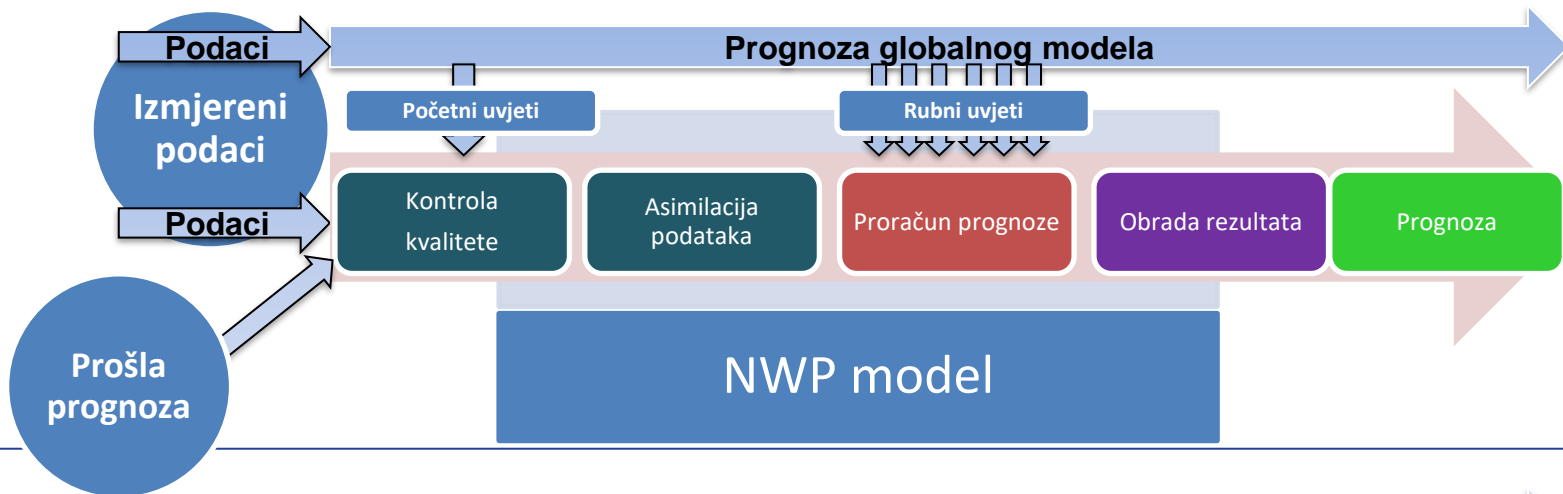 Podaci
Prognoza globalnog modela
Izmjereni
podaci
Početni uvjeti
Rubni uvjeti
Podaci
Kontrola
kvalitete
Asimilacija
podataka
Proračun prognoze
Obrada rezultata
Prognoza
Prošla
prognoza
NWP model